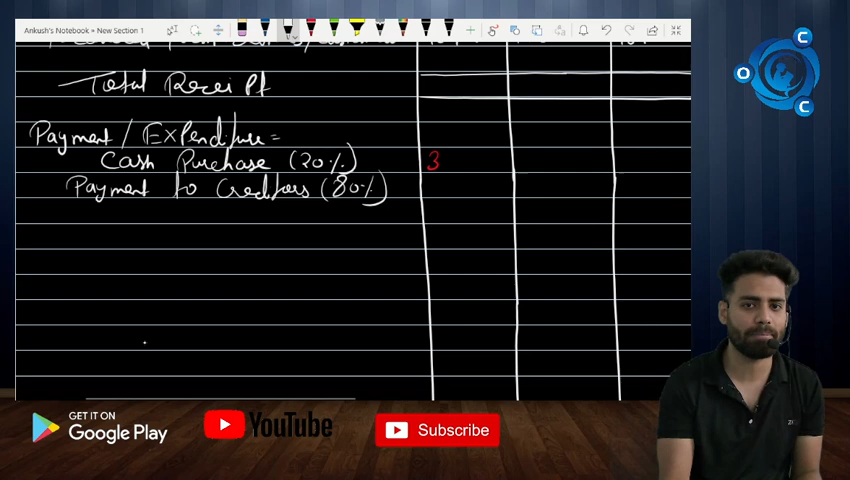 Ankush's Notebook » New Section 1
Total Receipt
Payment / Expenditure =
Cash Purchase (20%) 3
Payment to Creditors (80%)
C
O
C
GET IT ON
Google Play
YouTube
Subscribe